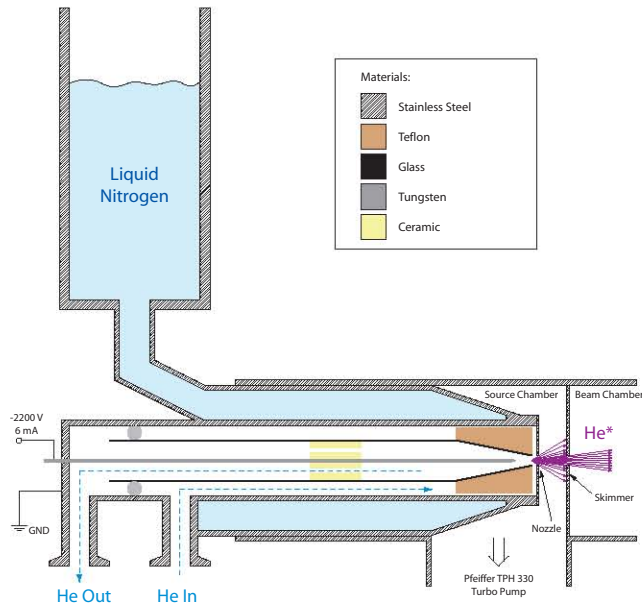 Materials:
Stainless Steel
Teflon
Glass
Tungsten
Ceramic
Liquid
Nitrogen
-2200 V
6 mA
GND
Source Chamber
Beam Chamber
He*
Skimmer
Nozzle
Pfeiffer TPH 330
Turbo Pump
He Out
He In